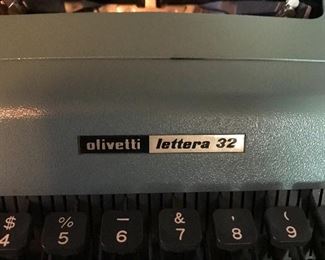 olivetti lettera 32
$ % — & ' (
4 5 6 7 8 9